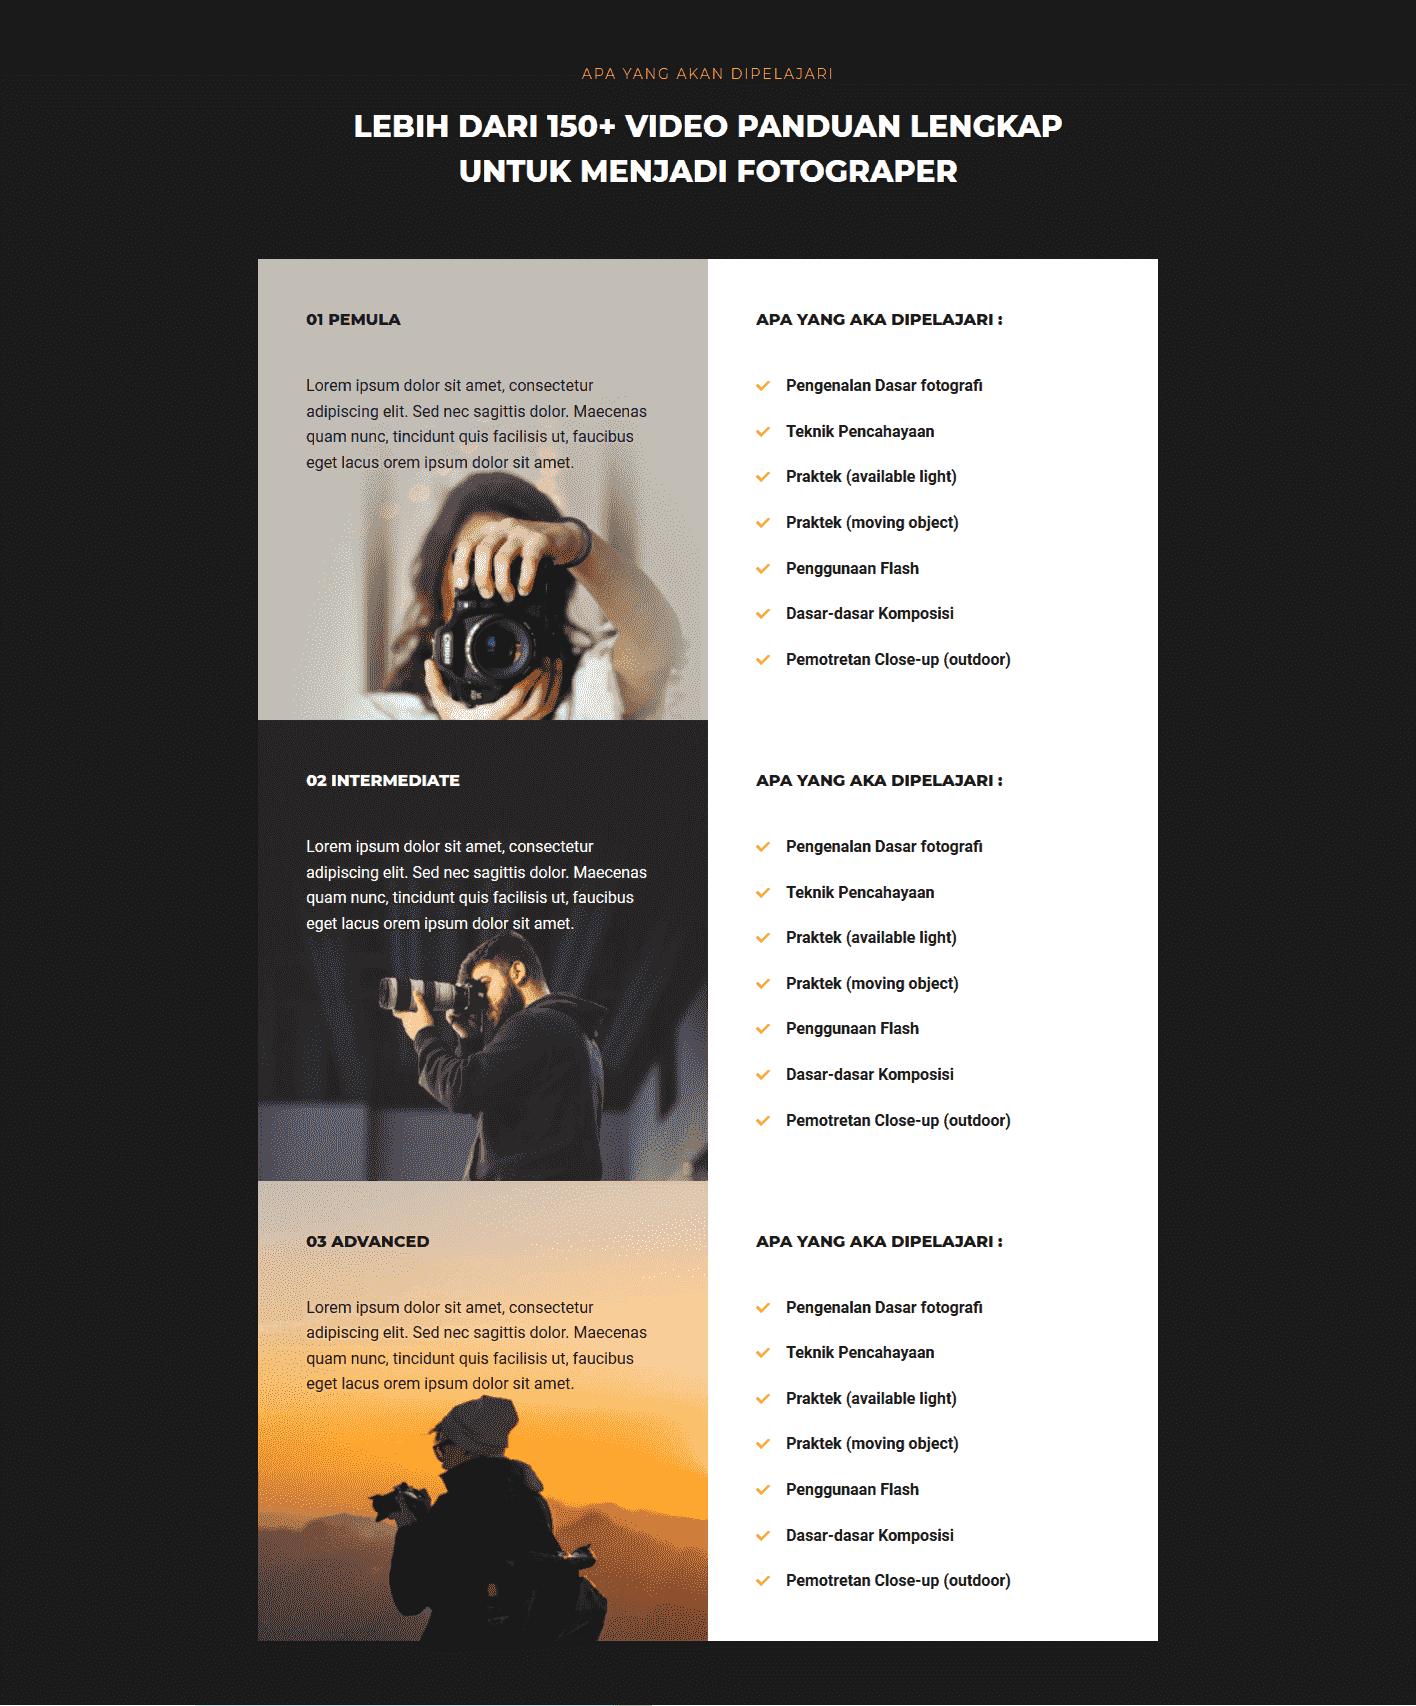 APA YANG AKAN DIPELAJARI
LEBIH DARI 150+ VIDEO PANDUAN LENGKAP
UNTUK MENJADI FOTOGRAPER
01 PEMULA
Lorem ipsum dolor sit amet, consectetur
adipiscing elit. Sed nec sagittis dolor. Maecenas
quam nunc, tincidunt quis facilisis ut, faucibus
eget lacus orem ipsum dolor sit amet.
APA YANG AKA DIPELAJARI :
Pengenalan Dasar fotografi
Teknik Pencahayaan
Praktek (available light)
Praktek (moving object)
Penggunaan Flash
Dasar-dasar Komposisi
Pemotretan Close-up (outdoor)
02 INTERMEDIATE
Lorem ipsum dolor sit amet, consectetur
adipiscing elit. Sed nec sagittis dolor. Maecenas
quam nunc, tincidunt quis facilisis ut, faucibus
eget lacus orem ipsum dolor sit amet.
APA YANG AKA DIPELAJARI :
Pengenalan Dasar fotografi
Teknik Pencahayaan
Praktek (available light)
Praktek (moving object)
Penggunaan Flash
Dasar-dasar Komposisi
Pemotretan Close-up (outdoor)
03 ADVANCED
Lorem ipsum dolor sit amet, consectetur
adipiscing elit. Sed nec sagittis dolor. Maecenas
quam nunc, tincidunt quis facilisis ut, faucibus
eget lacus orem ipsum dolor sit amet.
APA YANG AKA DIPELAJARI :
Pengenalan Dasar fotografi
Teknik Pencahayaan
Praktek (available light)
Praktek (moving object)
Penggunaan Flash
Dasar-dasar Komposisi
Pemotretan Close-up (outdoor)